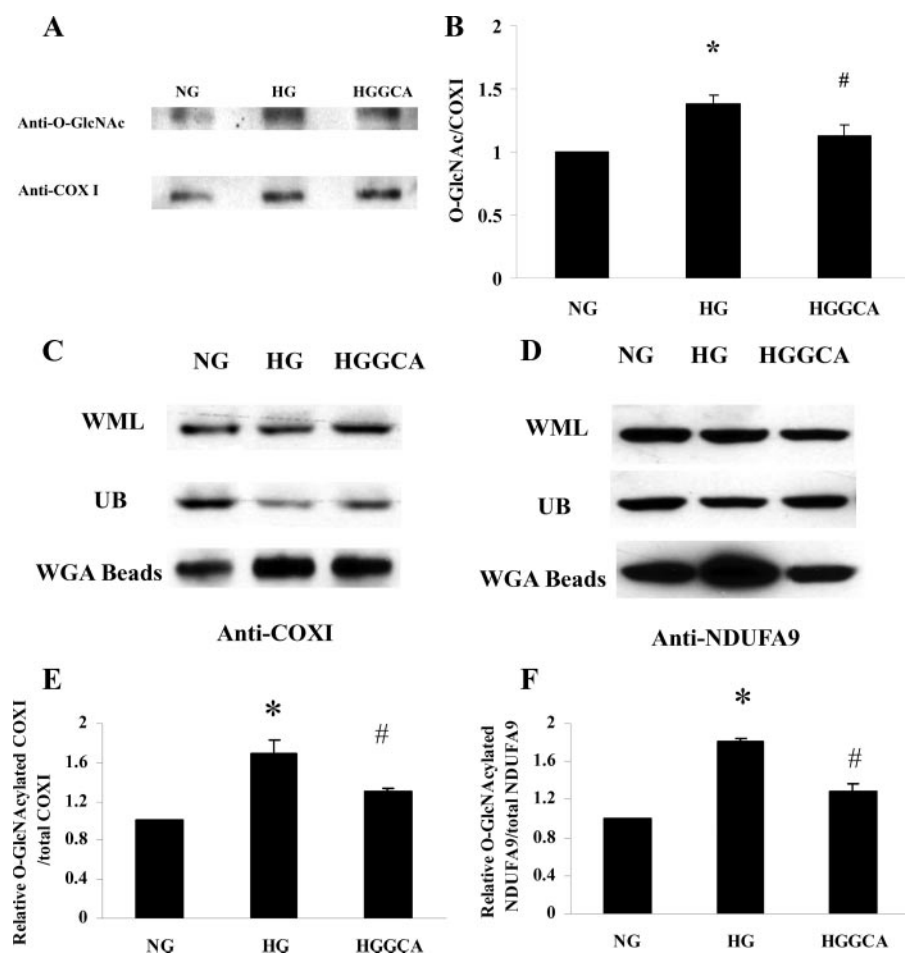 A
NG HG HGGCA
Anti-O-GlcNAc
Anti-COX I
B
O-GlcNAc/COXI
2
1.5
1
0.5
0
*
#
NG HG HGGCA
C
NG HG HGGCA
WML
UB
WGA Beads
Anti-COXI
D
NG HG HGGCA
WML
UB
WGA Beads
Anti-NDUFA9
E
Relative O-GlcNAcylated COXI
/total COXI
2
1.6
1.2
0.8
0.4
0
*
#
NG HG HGGCA
F
Relative O-GlcNAcylated
NDUFA9/total NDUFA9
2
1.6
1.2
0.8
0.4
0
*
#
NG HG HGGCA